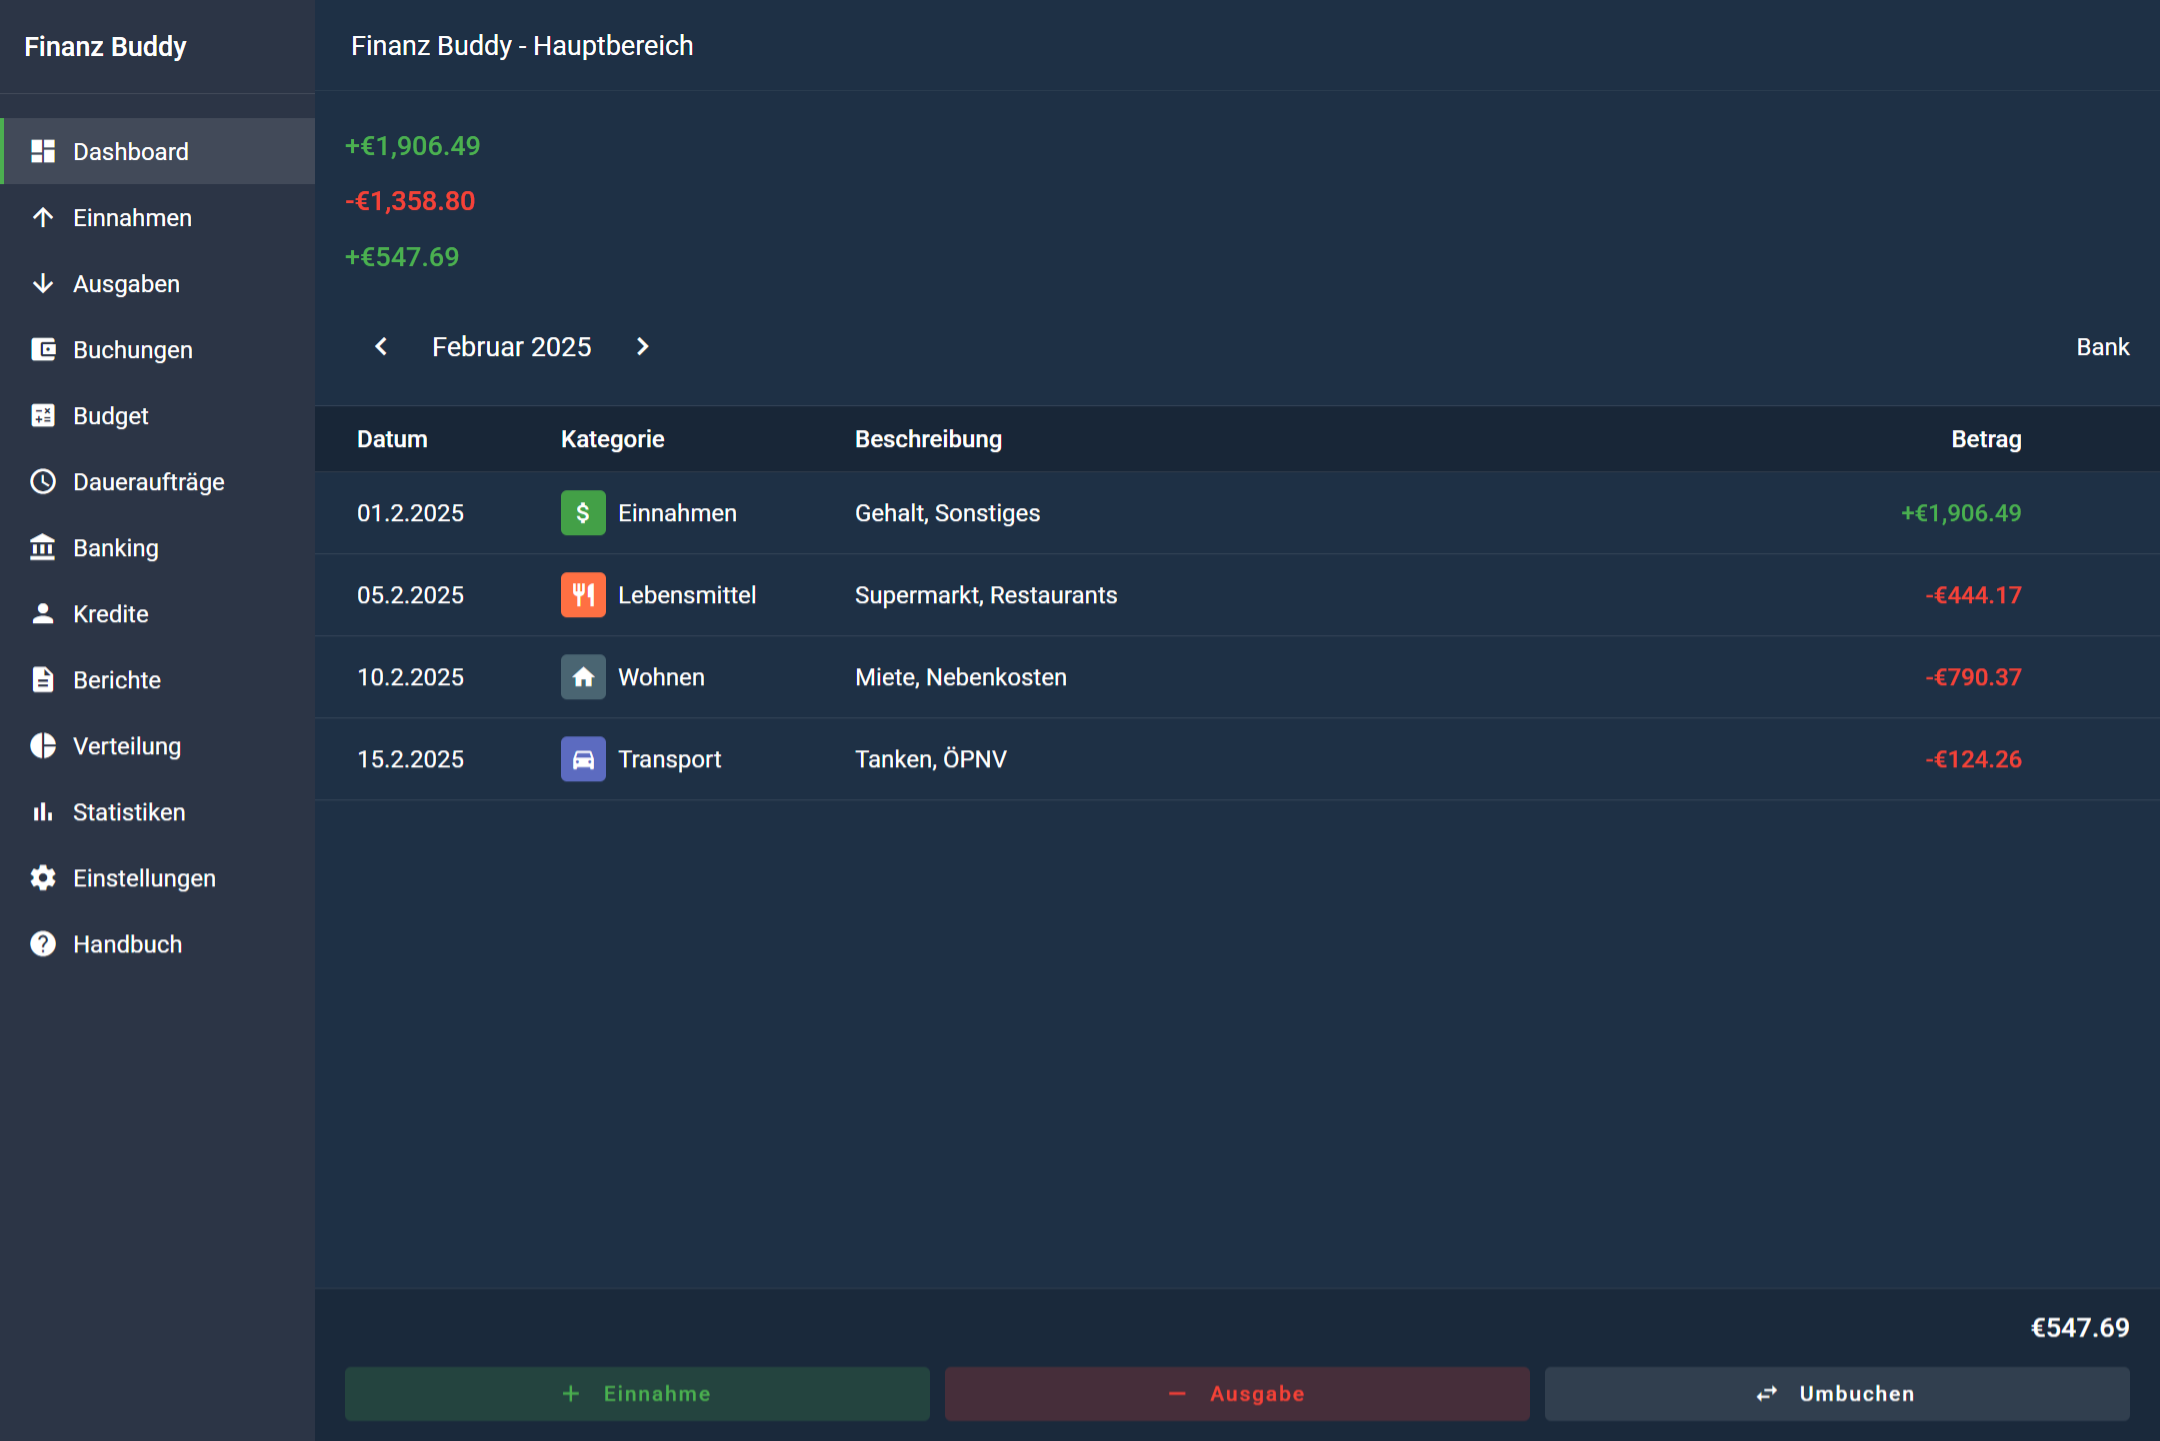 Finanz Buddy
Dashboard
Einnahmen
Ausgaben
Buchungen
Budget
Daueraufträge
Banking
Kredite
Berichte
Verteilung
Statistiken
Einstellungen
Handbuch
Finanz Buddy - Hauptbereich
+€1,906.49
-€1,358.80
+€547.69
Februar 2025 Bank
Datum Kategorie Beschreibung Betrag
01.2.2025 $ Einnahmen Gehalt, Sonstiges +€1,906.49
05.2.2025 Lebensmittel Supermarkt, Restaurants -€444.17
10.2.2025 Wohnen Miete, Nebenkosten -€790.37
15.2.2025 Transport Tanken, ÖPNV -€124.26
€547.69
+ Einnahme − Ausgabe Umbuchen